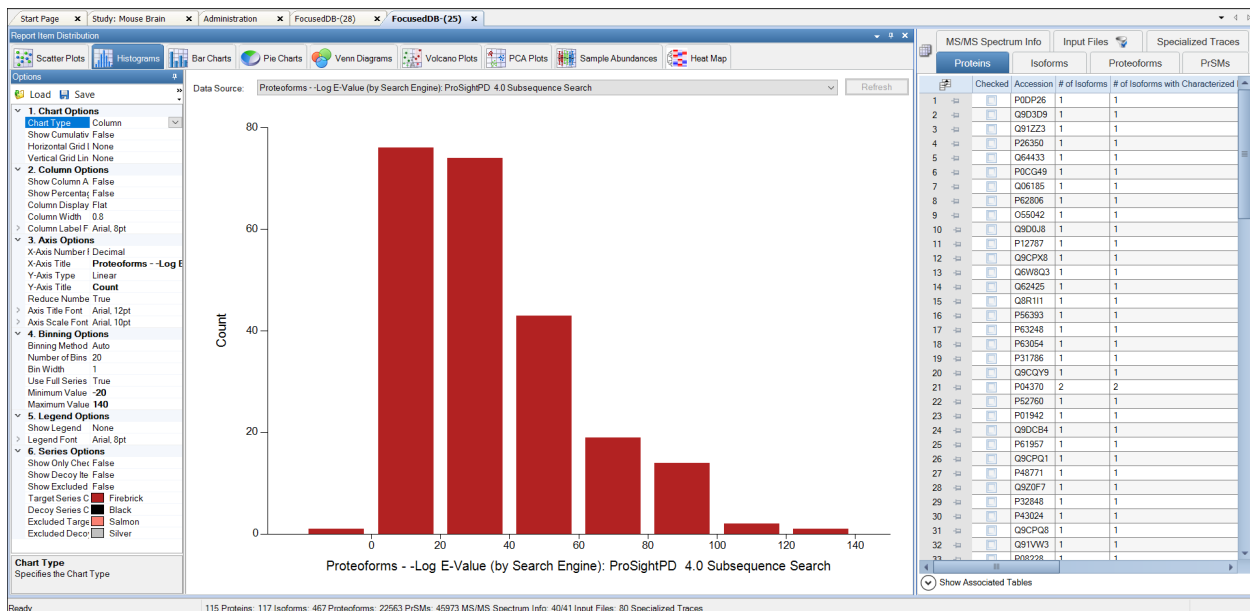 Start Page
Study: Mouse Brain
Administration
FocusedDB-(28)
FocusedDB-(25)
Report Item Distribution
Scatter Plots
Histograms
Bar Charts
Pie Charts
Venn Diagrams
Volcano Plots
PCA Plots
Sample Abundances
Heat Map
Options
Load Save
1. Chart Options
Chart Type Column
Show Cumulativ False
Horizontal Grid l None
Vertical Grid Lin None
2. Column Options
Show Column A False
Show Percentag False
Column Display Flat
Column Width 0.8
Column Label F Arial, 8pt
3. Axis Options
X-Axis Number F Decimal
X-Axis Title Proteoforms - -Log E
Y-Axis Type Linear
Y-Axis Title Count
Reduce Numbe True
Axis Title Font Arial, 12pt
Axis Scale Font Arial, 10pt
4. Binning Options
Binning Method Auto
Number of Bins 20
Bin Width 1
Use Full Series True
Minimum Value -20
Maximum Value 140
5. Legend Options
Show Legend None
Legend Font Arial, 8pt
6. Series Options
Show Only Chec False
Show Decoy Ite False
Show Excluded False
Target Series C Firebrick
Decoy Series C Black
Excluded Targe Salmon
Excluded Decoy Silver
Chart Type
Specifies the Chart Type
Data Source: Proteoforms - -Log E-Value (by Search Engine): ProSightPD 4.0 Subsequence Search
Refresh
80
60
40
20
0
Count
0 20 40 60 80 100 120 140
Proteoforms - -Log E-Value (by Search Engine): ProSightPD 4.0 Subsequence Search
MS/MS Spectrum Info
Input Files
Specialized Traces
Proteins
Isoforms
Proteoforms
PrSMs
Checked Accession # of Isoforms # of Isoforms with Characterized
1 P0DP26 1 1
2 Q9D3D9 1 1
3 Q91ZZ3 1 1
4 P26350 1 1
5 Q64433 1 1
6 P0CG49 1 1
7 Q06185 1 1
8 P62806 1 1
9 O55042 1 1
10 Q9D0J8 1 1
11 P12787 1 1
12 Q9CPX8 1 1
13 Q6W8Q3 1 1
14 Q62425 1 1
15 Q8R1I1 1 1
16 P56393 1 1
17 P63248 1 1
18 P63054 1 1
19 P31786 1 1
20 Q9CQY9 1 1
21 P04370 2 2
22 P52760 1 1
23 P01942 1 1
24 Q9DCB4 1 1
25 P61957 1 1
26 Q9CPQ1 1 1
27 P48771 1 1
28 Q9Z0F7 1 1
29 P32848 1 1
30 P43024 1 1
31 Q9CPQ8 1 1
32 Q91VW3 1 1
33 P08228 1 1
Show Associated Tables
Ready
115 Proteins; 117 Isoforms; 467 Proteoforms; 22563 PrSMs; 45973 MS/MS Spectrum Info; 40/41 Input Files; 80 Specialized Traces